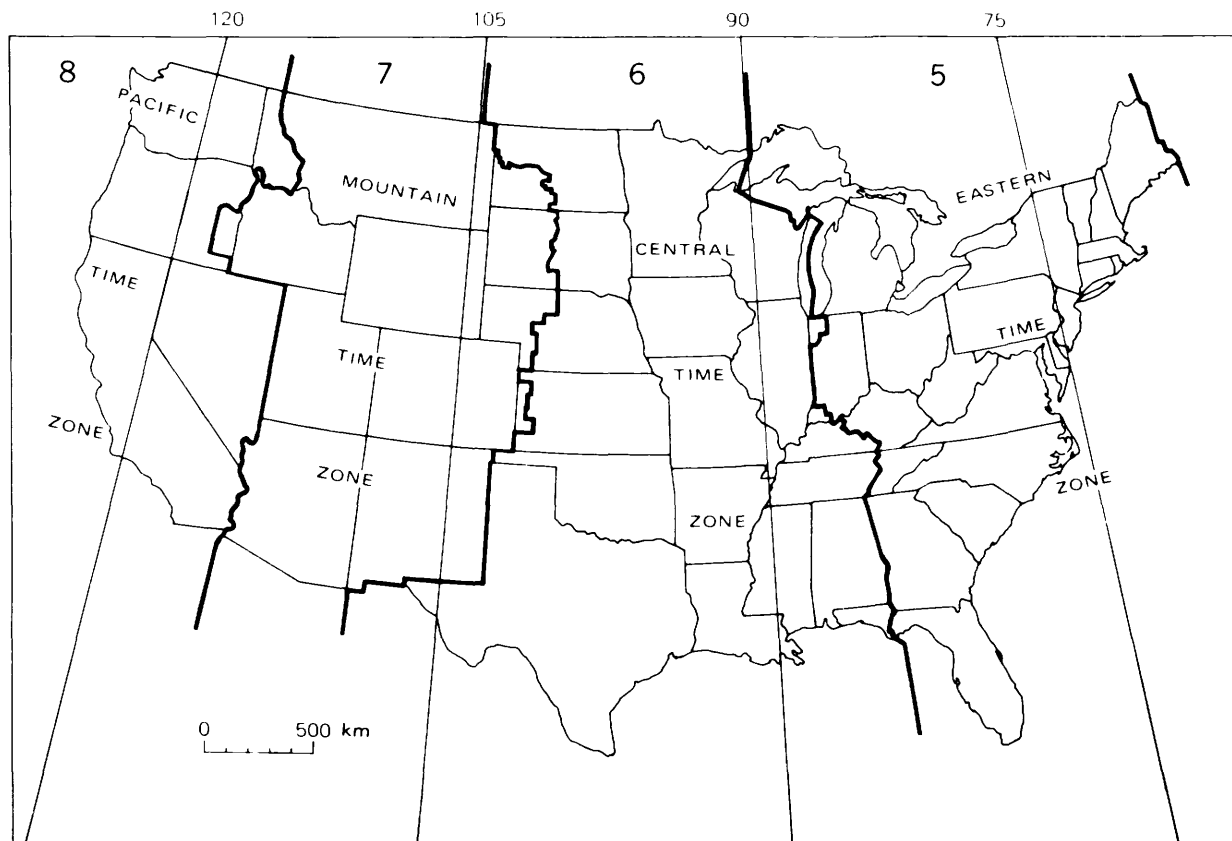 120 105 90 75
8 7 6 5
PACIFIC
MOUNTAIN
EASTERN
CENTRAL
TIME
TIME
TIME
TIME
ZONE
ZONE
ZONE
ZONE
0 500 km